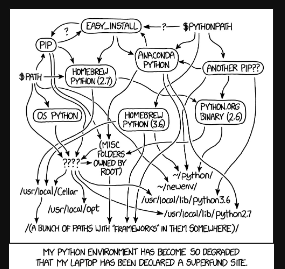 EASY_INSTALL
?
$PYTHONPATH
?
PIP
ANACONDA
PYTHON
ANOTHER PIP??
HOMEBREW
PYTHON (2.7)
$PATH
OS PYTHON
HOMEBREW
PYTHON (3.6)
PYTHON.ORG
BINARY (2.6)
(MISC
FOLDERS
OWNED BY
ROOT)
????
~/python/
~/newenv/
/usr/local/Cellar
/usr/local/opt
/usr/local/lib/python3.6
/usr/local/lib/python2.7
/(A BUNCH OF PATHS WITH "FRAMEWORKS" IN THEM SOMEWHERE)/
MY PYTHON ENVIRONMENT HAS BECOME SO DEGRADED
THAT MY LAPTOP HAS BEEN DECLARED A SUPERFUND SITE.